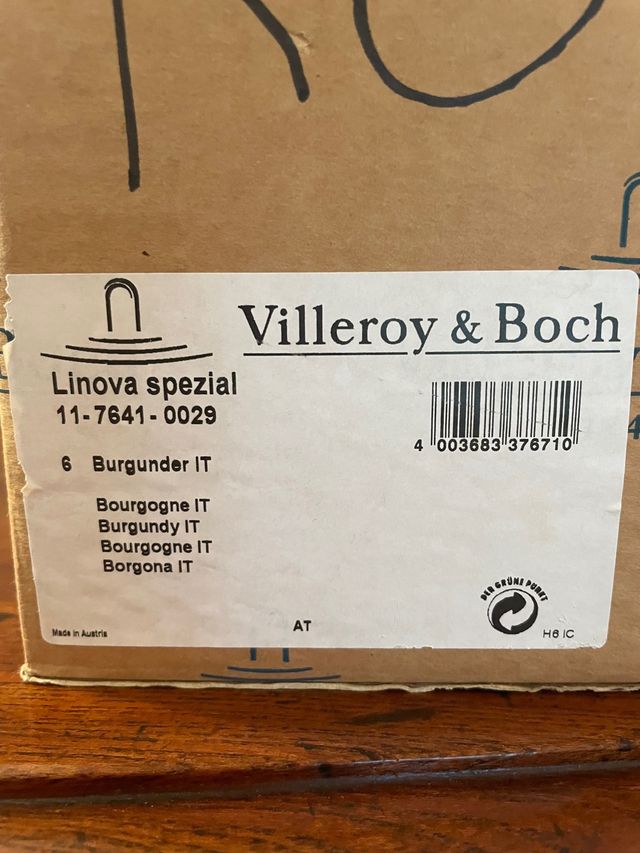 Villeroy & Boch
Linova spezial
11-7641-0029
4 003683 376710
6 Burgunder IT
Bourgogne IT
Burgundy IT
Bourgogne IT
Borgona IT
DER GRÜNE PUNKT
Made in Austria
AT
H6 IC